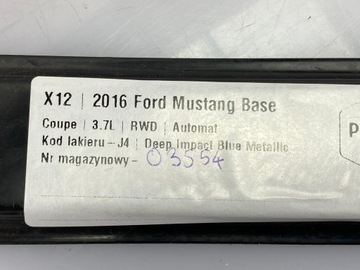 X12 | 2016 Ford Mustang Base
Coupe | 3.7L | RWD | Automat
Kod lakieru - J4 | Deep Impact Blue Metallic
Nr magazynowy - 03554
P